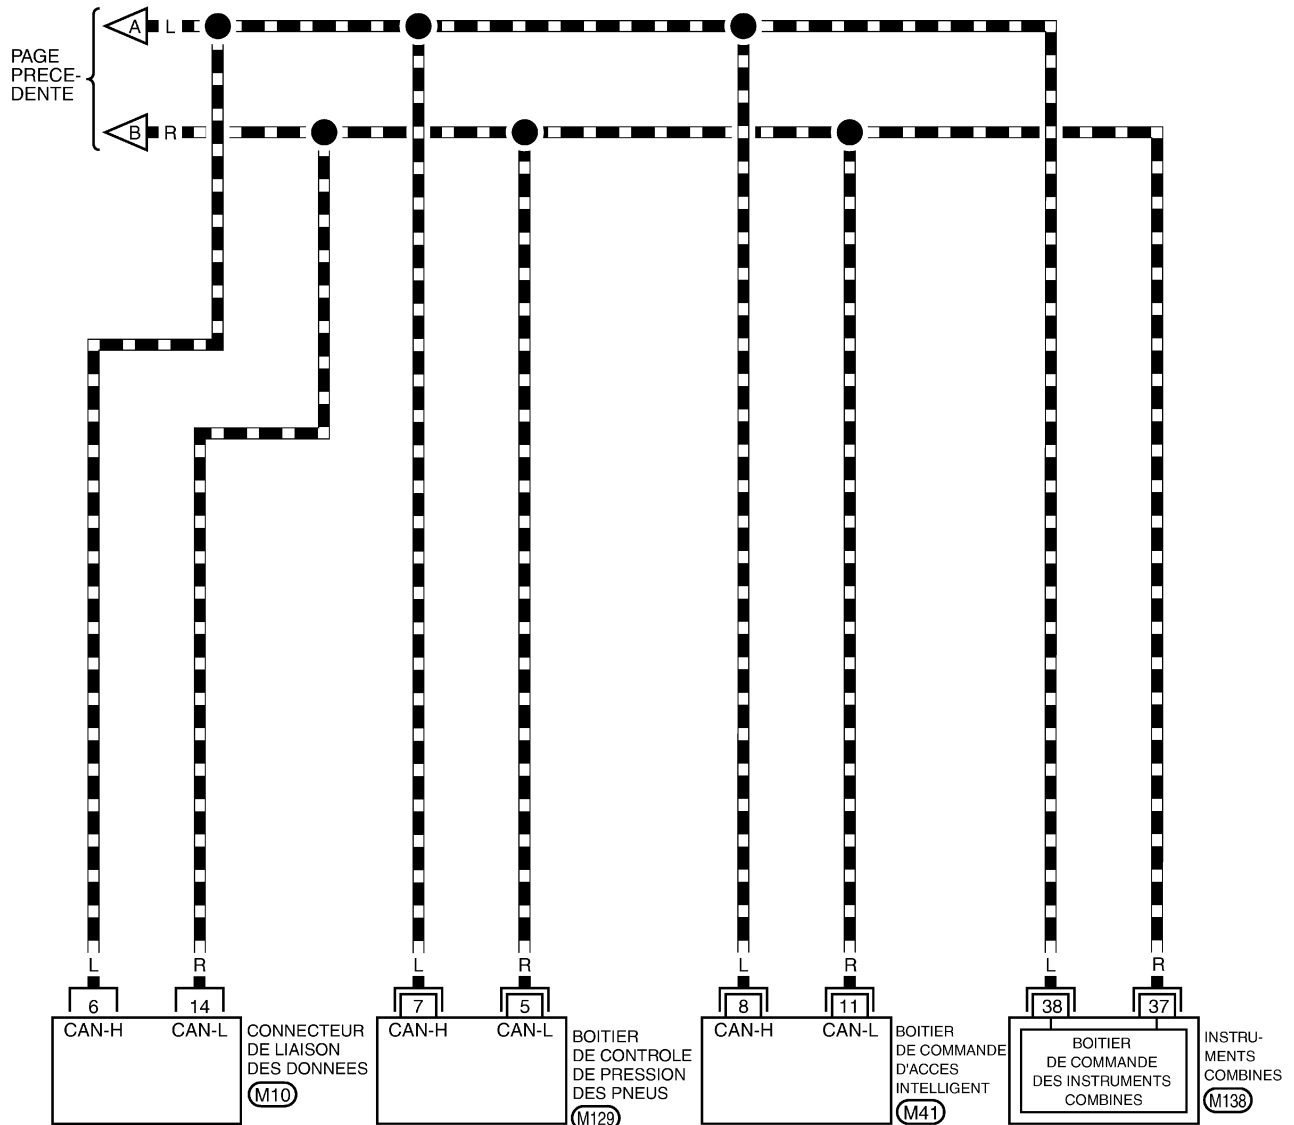 A L
PAGE
PRECE-
DENTE
B R
L R L R L R L R
6 14 7 5 8 11 38 37
CAN-H CAN-L
CONNECTEUR
DE LIAISON
DES DONNEES
M10
CAN-H CAN-L
BOITIER
DE CONTROLE
DE PRESSION
DES PNEUS
M129
CAN-H CAN-L
BOITIER
DE COMMANDE
D'ACCES
INTELLIGENT
M41
BOITIER
DE COMMANDE
DES INSTRUMENTS
COMBINES
INSTRU-
MENTS
COMBINES
M138